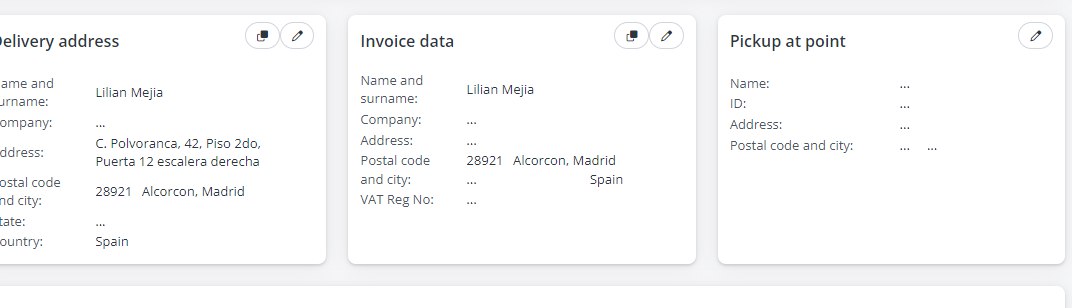 elivery address
ame and
urname:
Lilian Mejia
ompany:
...
ddress:
C. Polvoranca, 42, Piso 2do,
Puerta 12 escalera derecha
ostal code
nd city:
28921 Alcorcon, Madrid
tate:
...
ountry:
Spain
Invoice data
Name and
surname:
Lilian Mejia
Company:
...
Address:
...
Postal code
and city:
28921 Alcorcon, Madrid
... Spain
VAT Reg No:
...
Pickup at point
Name: ...
ID: ...
Address: ...
Postal code and city: ... ...